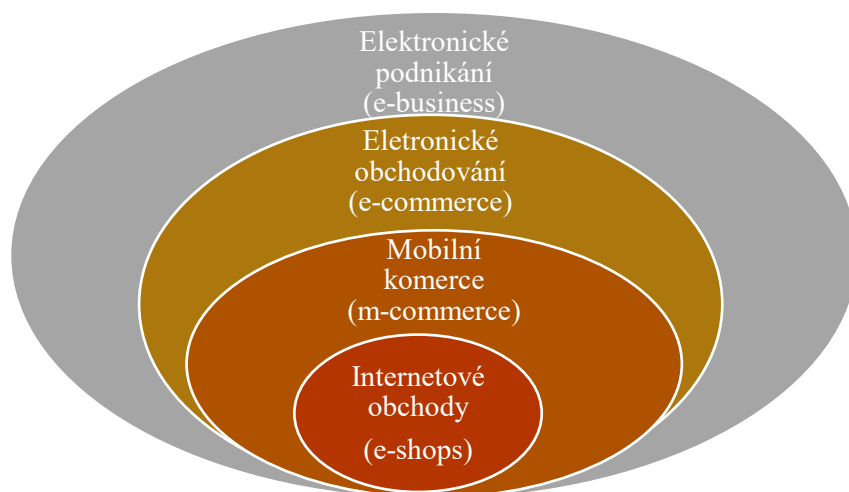 Elektronické
podnikání
(e-business)
Eletronické
obchodování
(e-commerce)
Mobilní
komerce
(m-commerce)
Internetové
obchody
(e-shops)